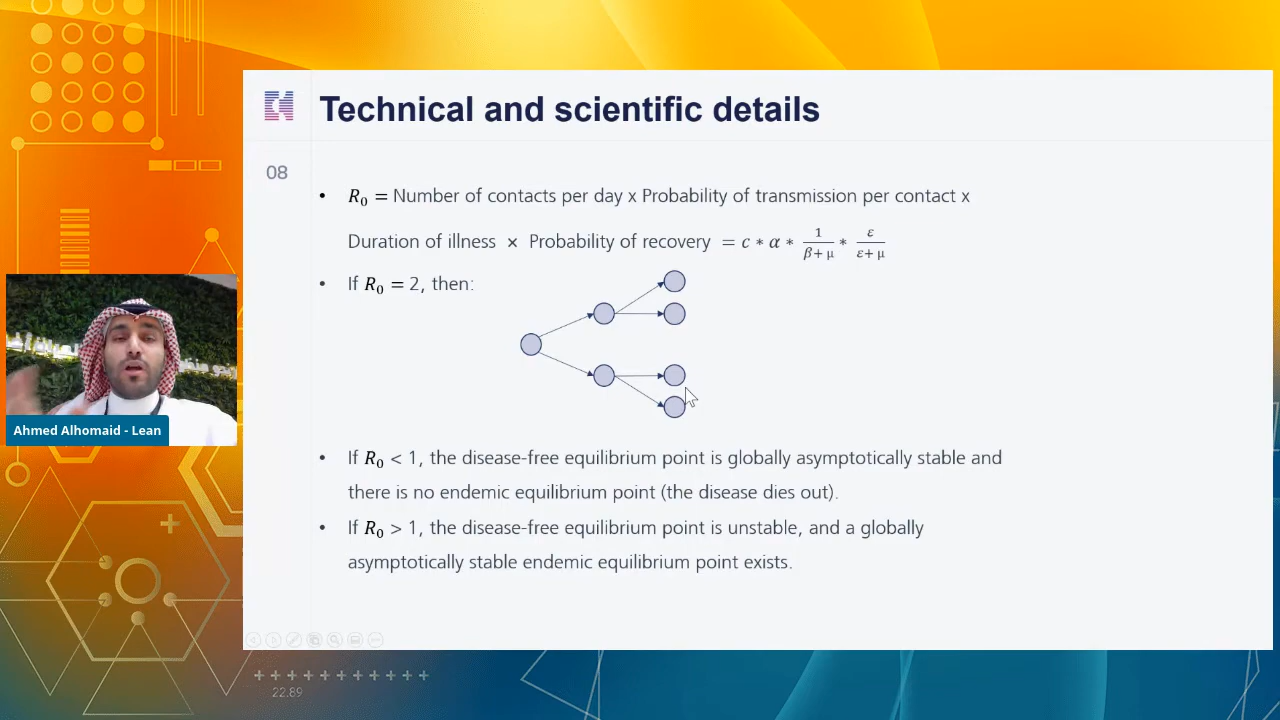 Technical and scientific details
08
• R₀ = Number of contacts per day x Probability of transmission per contact x
Duration of illness × Probability of recovery = c * α * 1/(β+ μ) * ε/(ε+ μ)
• If R₀ = 2, then:
• If R₀ < 1, the disease-free equilibrium point is globally asymptotically stable and
there is no endemic equilibrium point (the disease dies out).
• If R₀ > 1, the disease-free equilibrium point is unstable, and a globally
asymptotically stable endemic equilibrium point exists.
Ahmed Alhomaid - Lean
22.89